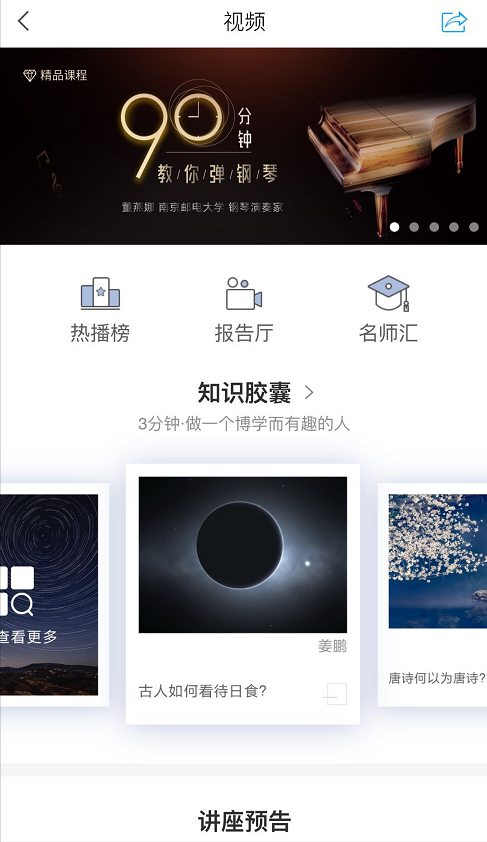 视频
精品课程
90分钟
教/你/弹/钢/琴
董燕娜 南京邮电大学 钢琴演奏家
热播榜
报告厅
名师汇
知识胶囊
3分钟·做一个博学而有趣的人
查看更多
姜鹏
古人如何看待日食?
唐诗何以为唐诗?
讲座预告